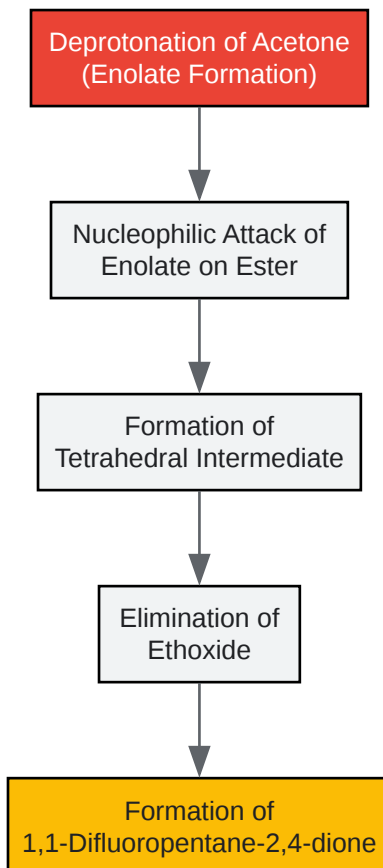 Deprotonation of Acetone
(Enolate Formation)
Nucleophilic Attack of
Enolate on Ester
Formation of
Tetrahedral Intermediate
Elimination of
Ethoxide
Formation of
1,1-Difluoropentane-2,4-dione